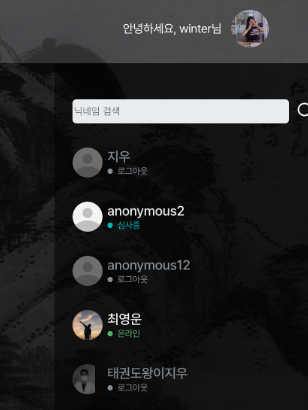 안녕하세요, winter님
닉네임 검색
지우
로그아웃
anonymous2
심사중
anonymous12
로그아웃
최영운
온라인
태권도왕이지우
로그아웃